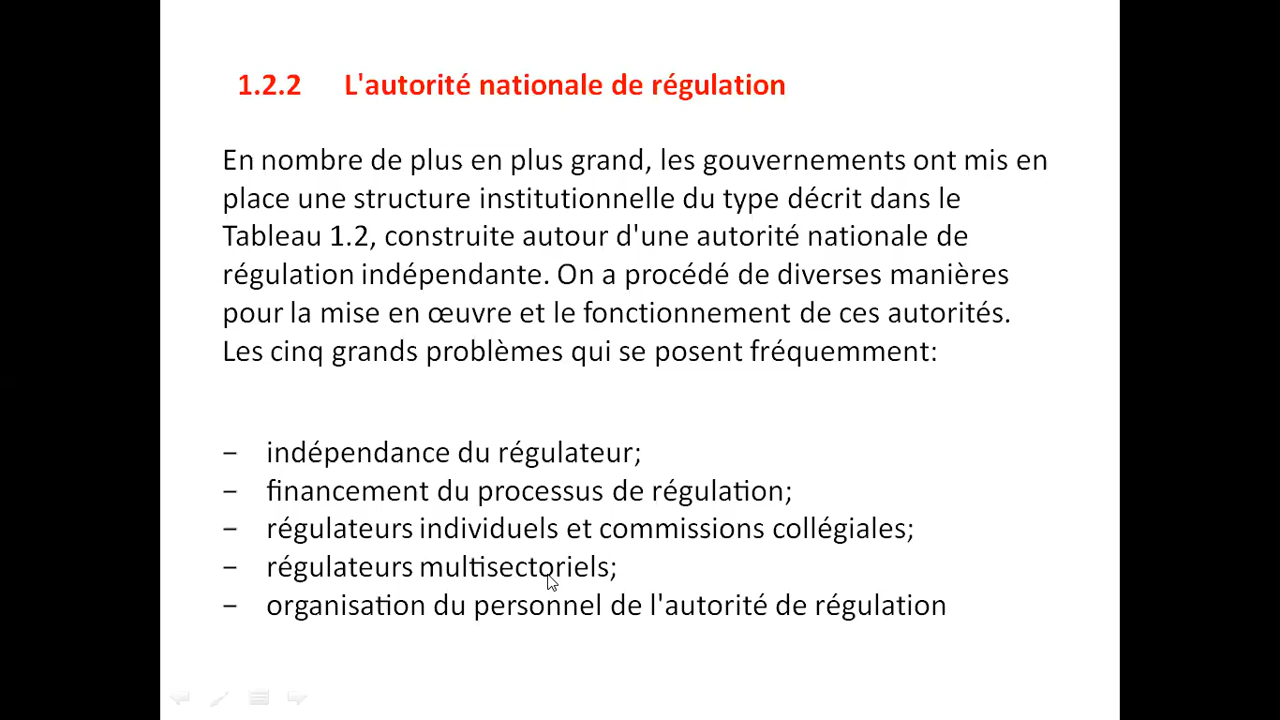 1.2.2 L'autorité nationale de régulation
En nombre de plus en plus grand, les gouvernements ont mis en
place une structure institutionnelle du type décrit dans le
Tableau 1.2, construite autour d'une autorité nationale de
régulation indépendante. On a procédé de diverses manières
pour la mise en œuvre et le fonctionnement de ces autorités.
Les cinq grands problèmes qui se posent fréquemment:
− indépendance du régulateur;
− financement du processus de régulation;
− régulateurs individuels et commissions collégiales;
− régulateurs multisectoriels;
− organisation du personnel de l'autorité de régulation